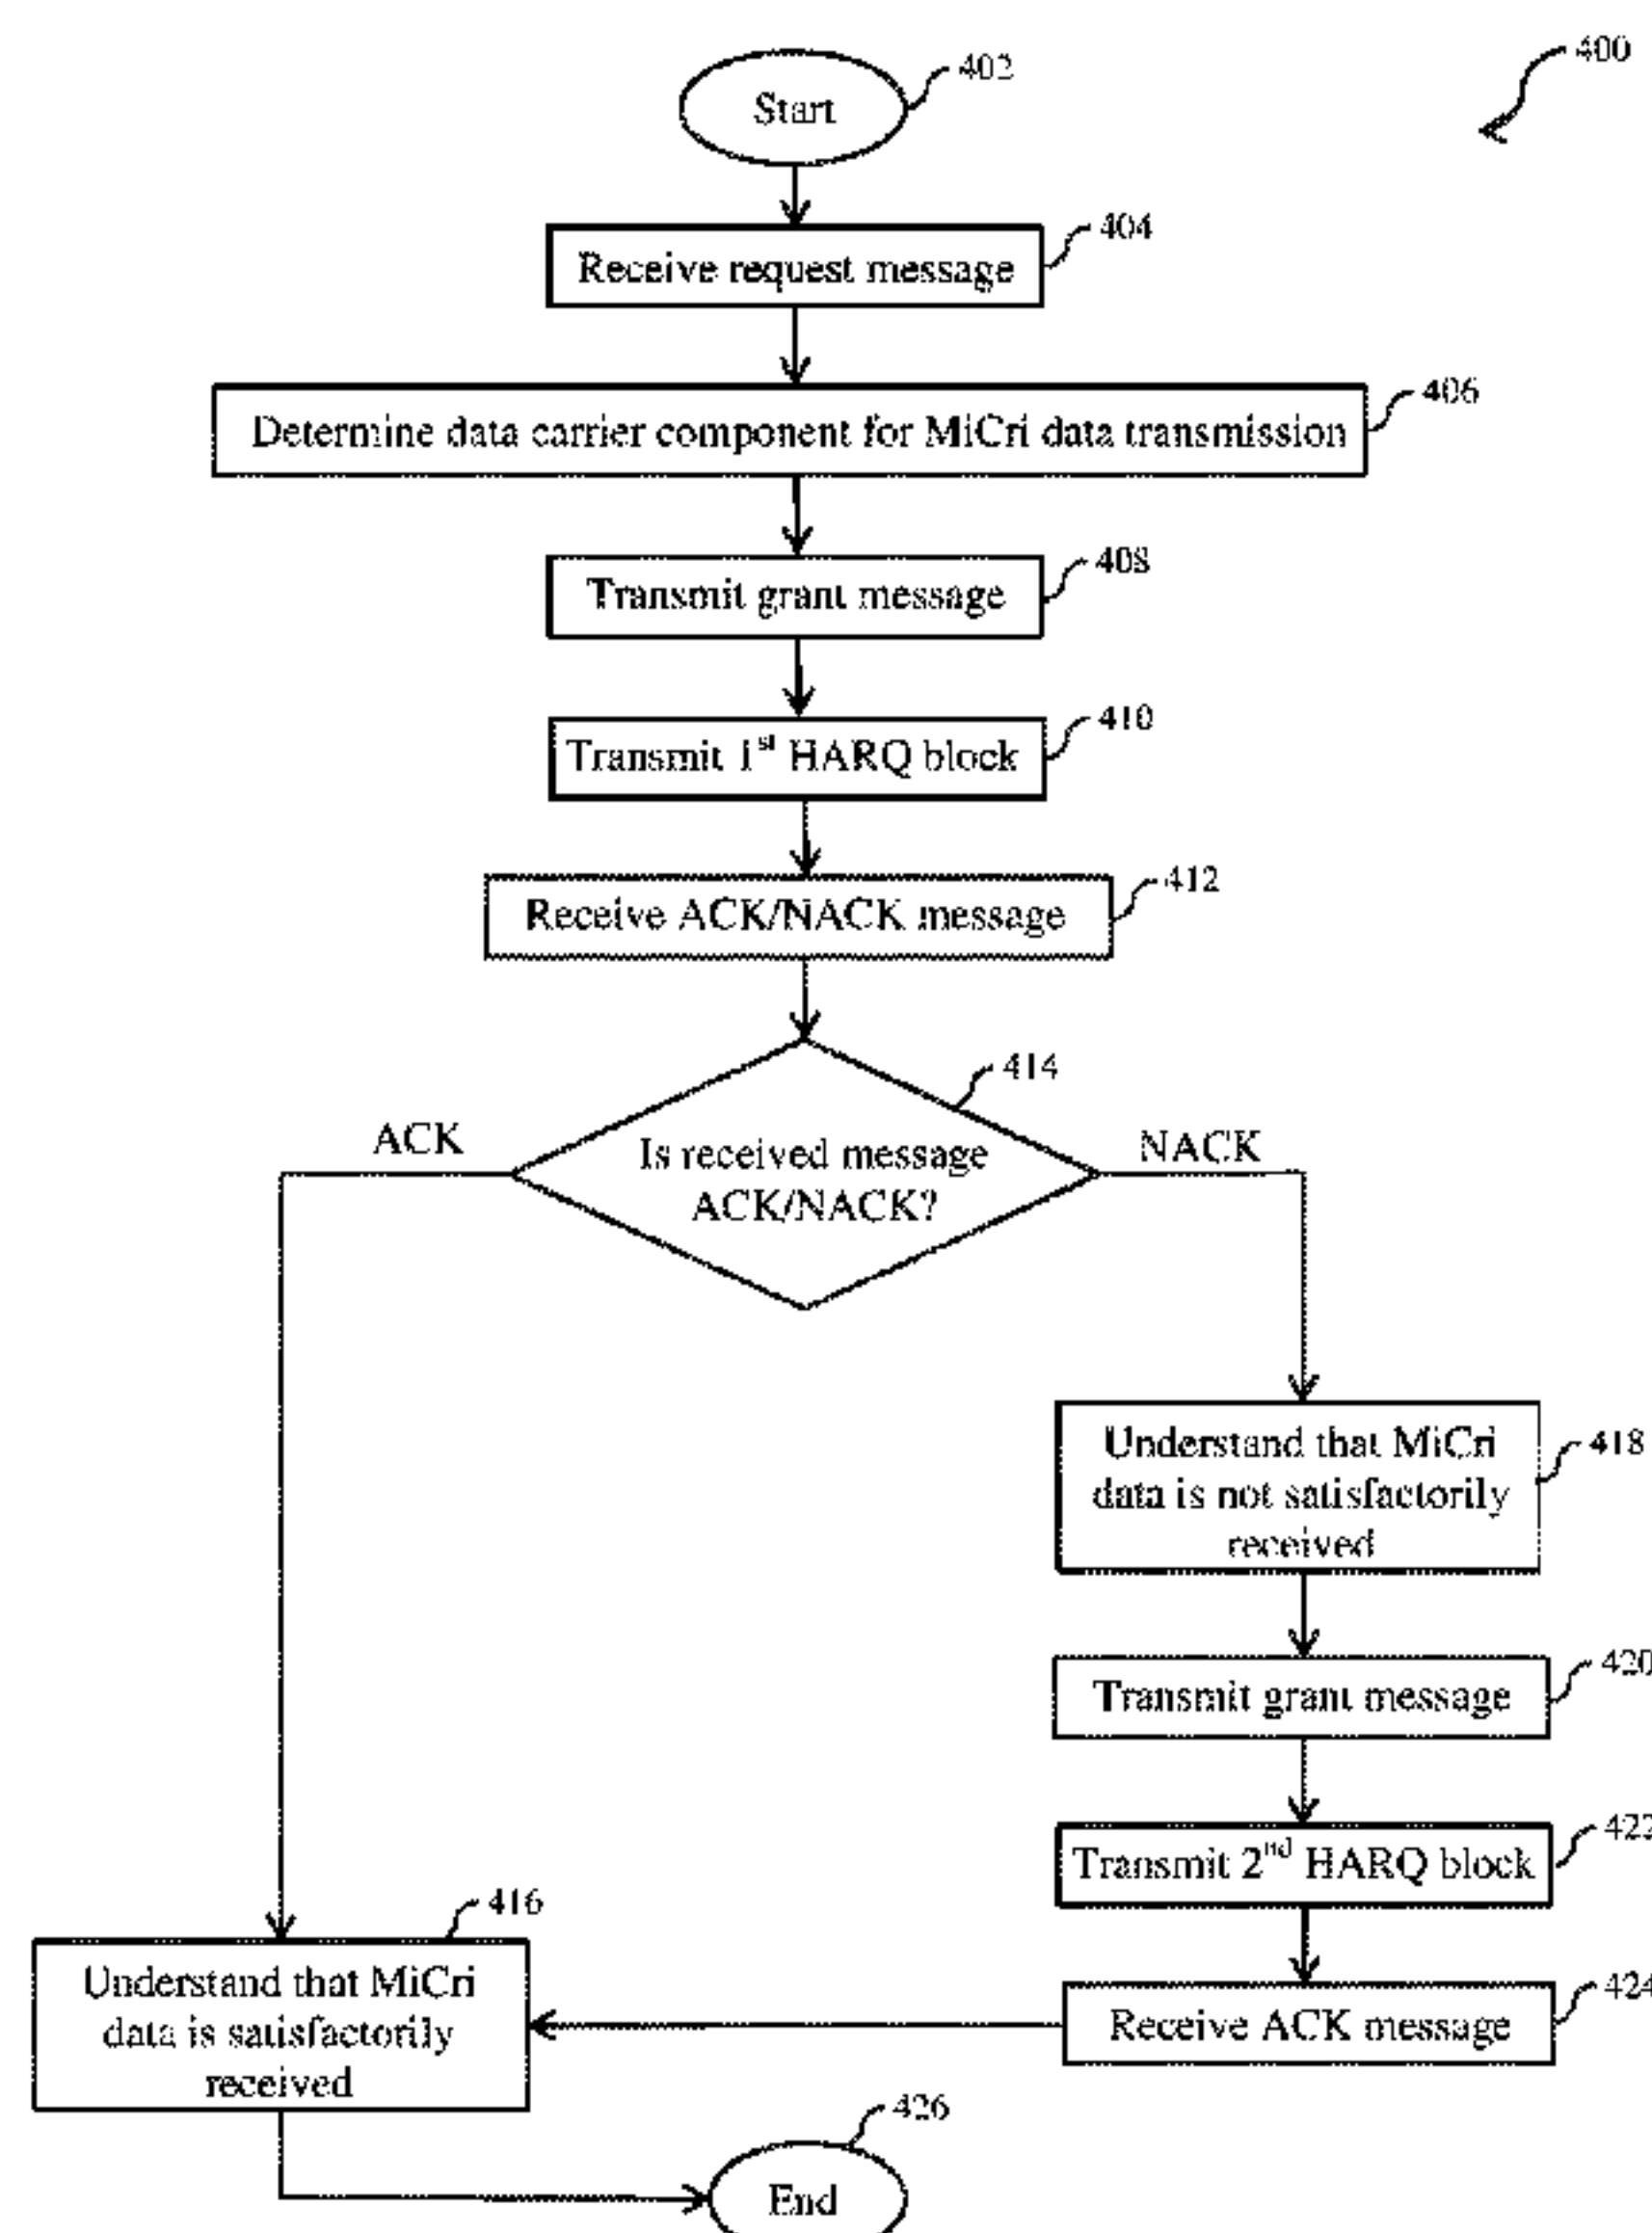 400
402
Start
404
Receive request message
406
Determine data carrier component for MiCri data transmission
408
Transmit grant message
410
Transmit 1st HARQ block
412
Receive ACK/NACK message
414
ACK
NACK
Is received message
ACK/NACK?
418
Understand that MiCri
data is not satisfactorily
received
420
Transmit grant message
422
Transmit 2nd HARQ block
416
Understand that MiCri
data is satisfactorily
received
424
Receive ACK message
426
End